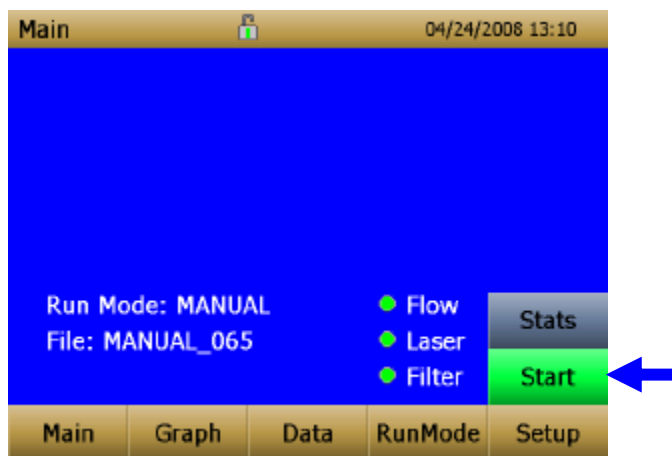 Main 04/24/2008 13:10
Run Mode: MANUAL
File: MANUAL_065
Flow
Laser
Filter
Stats
Start
Main Graph Data RunMode Setup